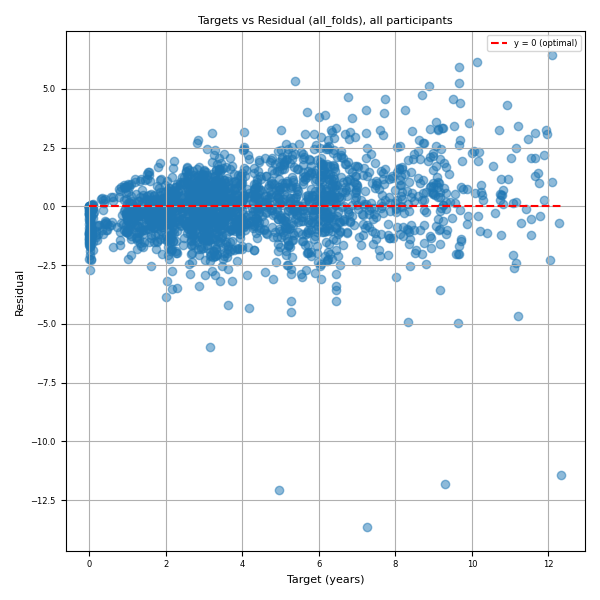 Targets vs Residual (all_folds), all participants
y = 0 (optimal)
5.0
2.5
0.0
−2.5
−5.0
−7.5
−10.0
−12.5
Residual
0 2 4 6 8 10 12
Target (years)